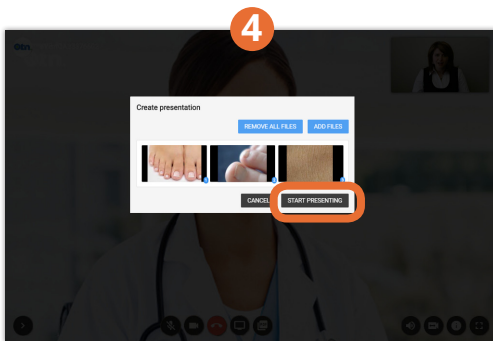 4
Create presentation
REMOVE ALL FILES ADD FILES
CANCEL START PRESENTING